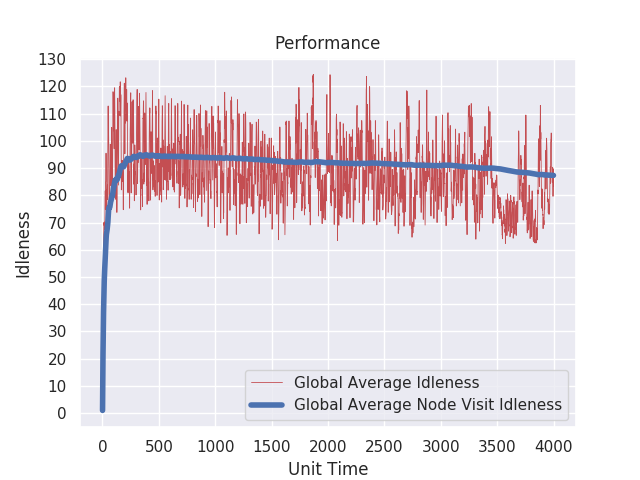 Performance
130
120
110
100
90
80
70
60
50
40
30
20
10
0
Idleness
Global Average Idleness
Global Average Node Visit Idleness
0 500 1000 1500 2000 2500 3000 3500 4000
Unit Time